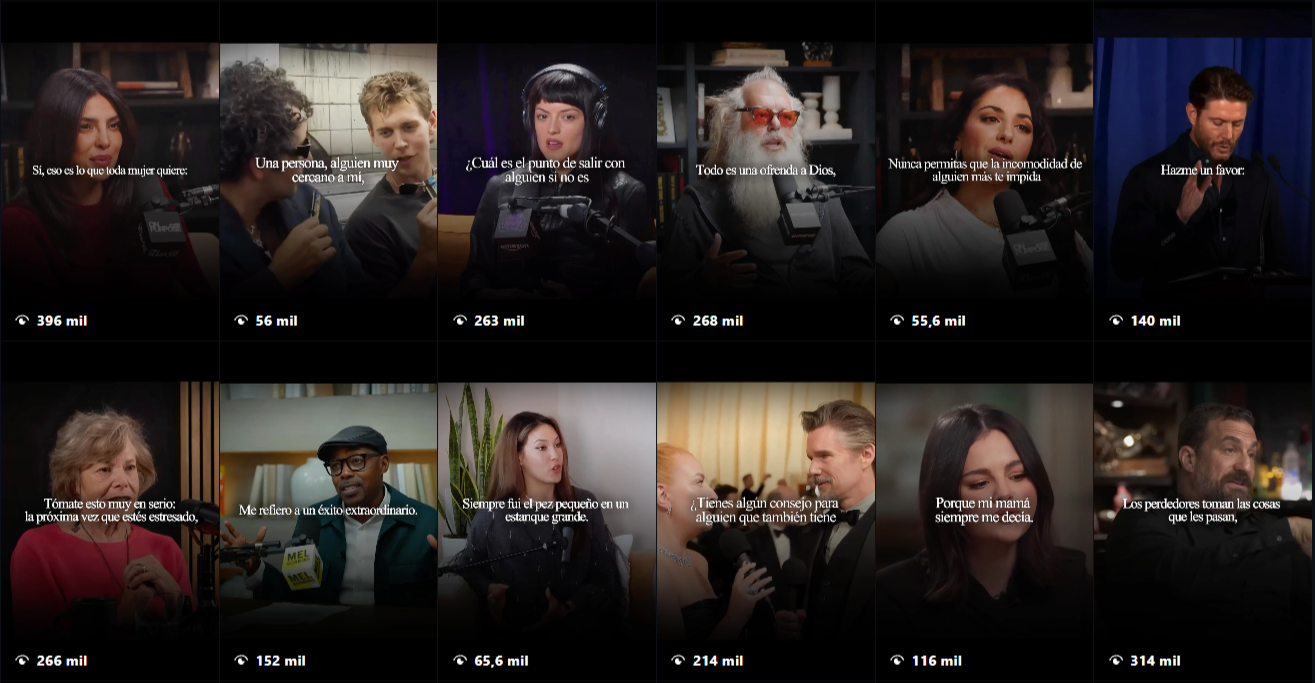 Sí, eso es lo que toda mujer quiere:
396 mil
Una persona, alguien muy
cercano a mí,
56 mil
¿Cuál es el punto de salir con
alguien si no es
263 mil
Todo es una ofrenda a Dios,
268 mil
Nunca permitas que la incomodidad de
alguien más te impida
55,6 mil
Hazme un favor:
140 mil
Tómate esto muy en serio:
la próxima vez que estés estresado,
266 mil
Me refiero a un éxito extraordinario.
MEL
MEL
152 mil
Siempre fui el pez pequeño en un
estanque grande.
65,6 mil
¿Tienes algún consejo para
alguien que también tiene
214 mil
Porque mi mamá
siempre me decía.
116 mil
Los perdedores toman las cosas
que les pasan,
314 mil